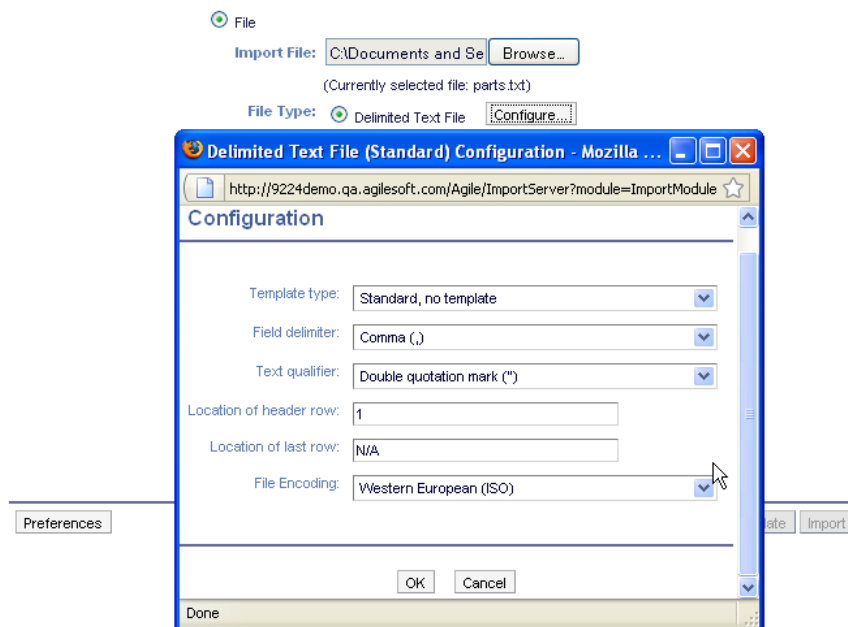 File
Import File: C:\Documents and Se Browse...
(Currently selected file: parts.txt)
File Type: Delimited Text File Configure...
Delimited Text File (Standard) Configuration - Mozilla ...
http://9224demo.qa.agilesoft.com/Agile/ImportServer?module=ImportModule
Configuration
Template type: Standard, no template
Field delimiter: Comma (,)
Text qualifier: Double quotation mark (")
Location of header row: 1
Location of last row: N/A
File Encoding: Western European (ISO)
Preferences late Import
OK Cancel
Done